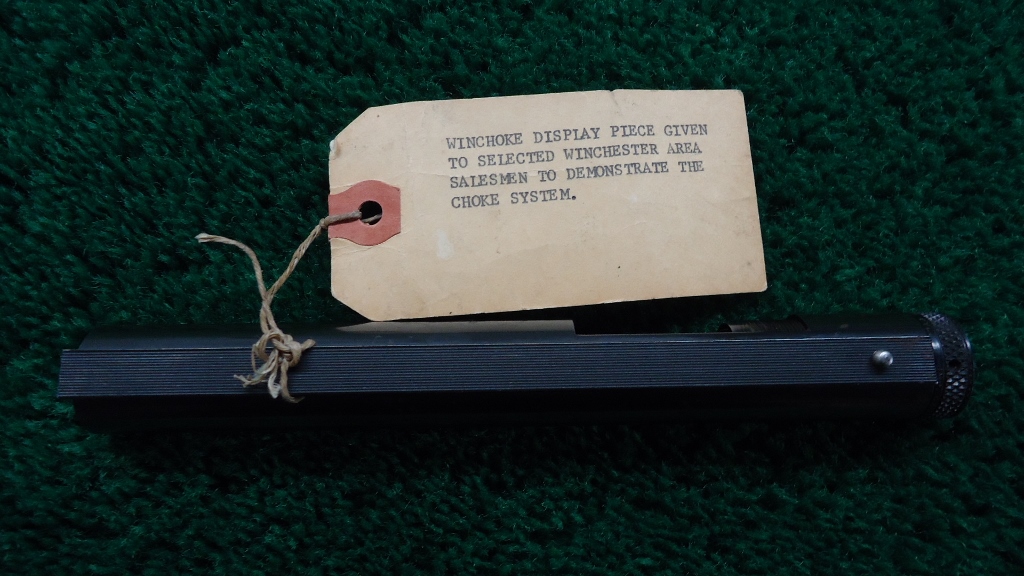 WINCHOKE DISPLAY PIECE GIVEN
TO SELECTED WINCHESTER AREA
SALESMEN TO DEMONSTRATE THE
CHOKE SYSTEM.